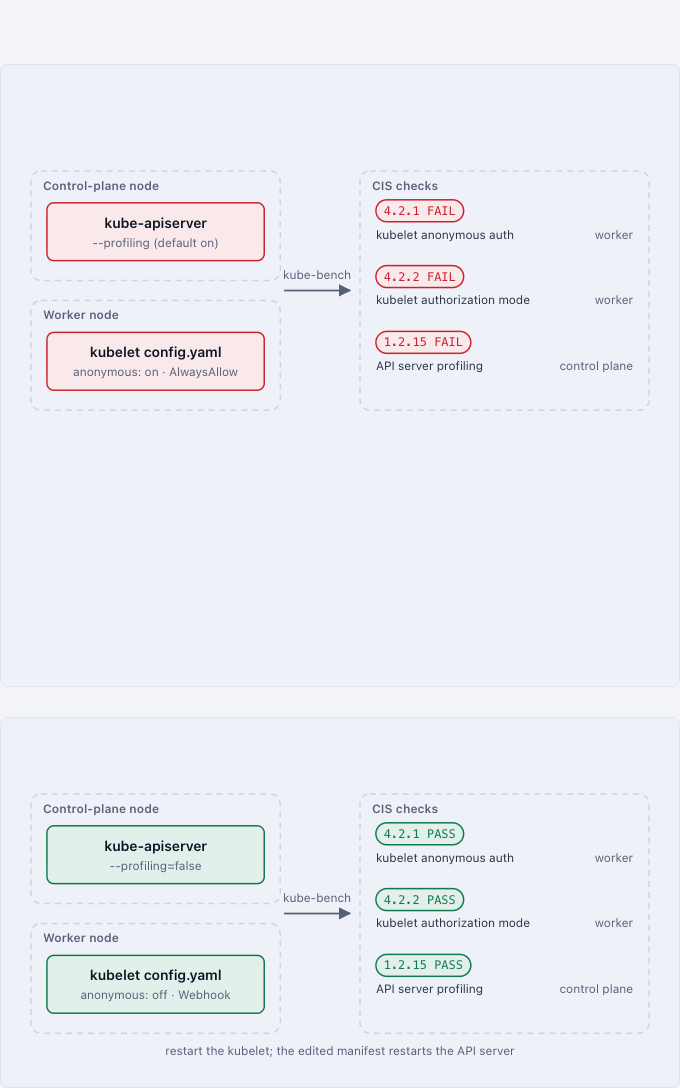 Control-plane node
kube-apiserver
--profiling (default on)
Worker node
kubelet config.yaml
anonymous: on · AlwaysAllow
kube-bench
CIS checks
4.2.1 FAIL
kubelet anonymous auth worker
4.2.2 FAIL
kubelet authorization mode worker
1.2.15 FAIL
API server profiling control plane
Control-plane node
kube-apiserver
--profiling=false
Worker node
kubelet config.yaml
anonymous: off · Webhook
kube-bench
CIS checks
4.2.1 PASS
kubelet anonymous auth worker
4.2.2 PASS
kubelet authorization mode worker
1.2.15 PASS
API server profiling control plane
restart the kubelet; the edited manifest restarts the API server